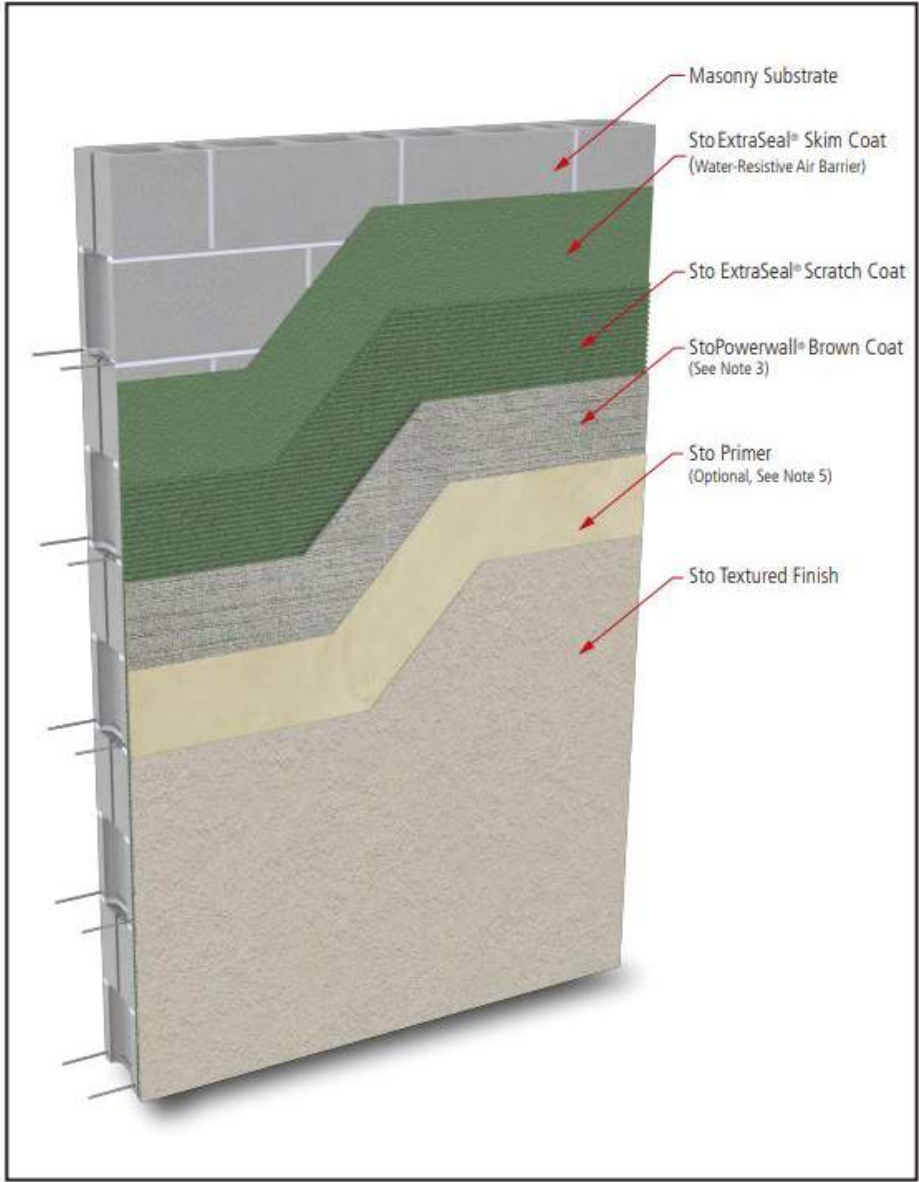 Masonry Substrate
Sto ExtraSeal® Skim Coat
(Water-Resistive Air Barrier)
Sto ExtraSeal® Scratch Coat
StoPowerwall® Brown Coat
(See Note 3)
Sto Primer
(Optional, See Note 5)
Sto Textured Finish